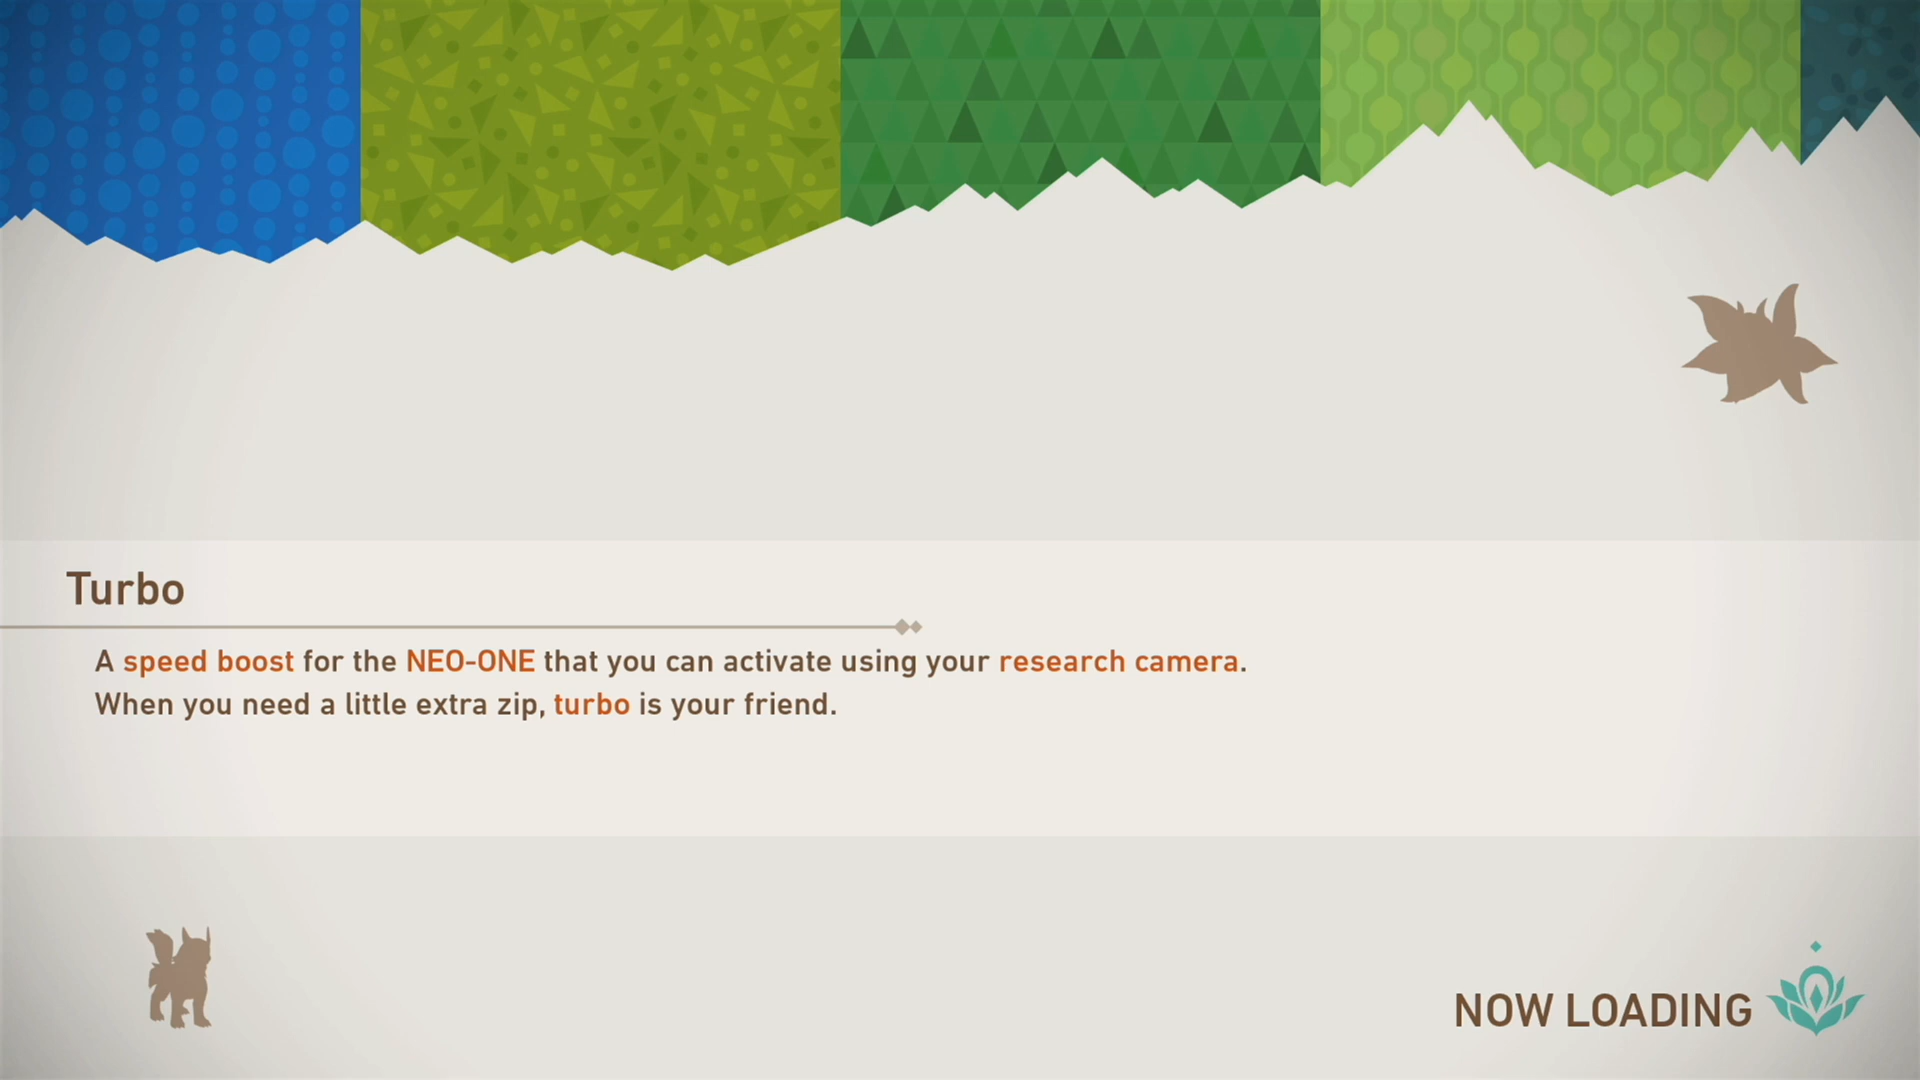 Turbo
A speed boost for the NEO-ONE that you can activate using your research camera.
When you need a little extra zip, turbo is your friend.
NOW LOADING